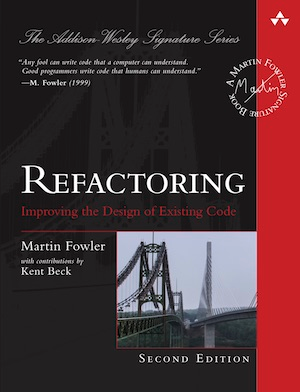 The Addison Wesley Signature Series
"Any fool can write code that a computer can understand.
Good programmers write code that humans can understand."
—M. Fowler (1999)
A MARTIN FOWLER SIGNATURE BOOK
Martin
REFACTORING
Improving the Design of Existing Code
Martin Fowler
with contributions by
Kent Beck
SECOND EDITION